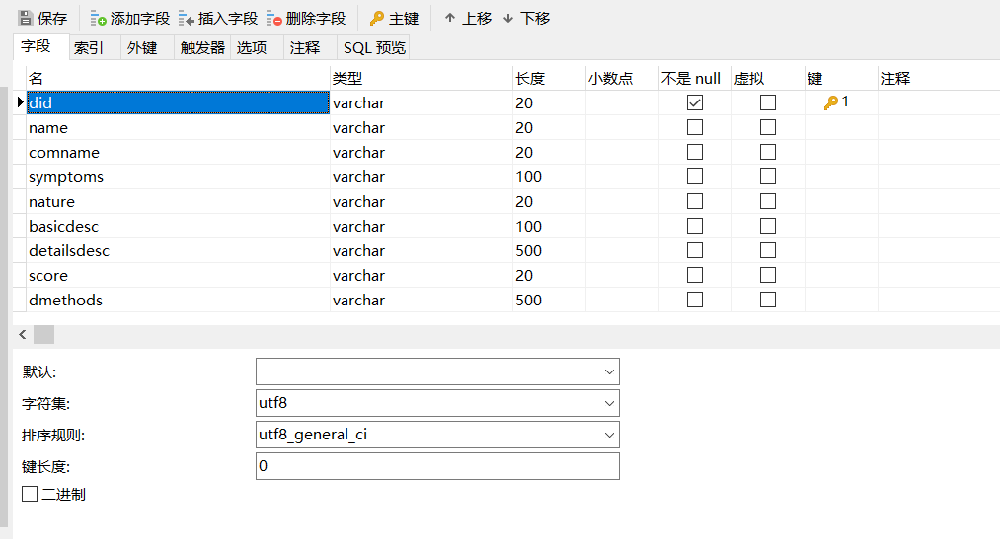 保存 添加字段 插入字段 删除字段 主键 上移 下移
字段 索引 外键 触发器 选项 注释 SQL 预览
名 类型 长度 小数点 不是 null 虚拟 键 注释
did varchar 20 1
name varchar 20
comname varchar 20
symptoms varchar 100
nature varchar 20
basicdesc varchar 100
detailsdesc varchar 500
score varchar 20
dmethods varchar 500
默认:
字符集: utf8
排序规则: utf8_general_ci
键长度: 0
二进制